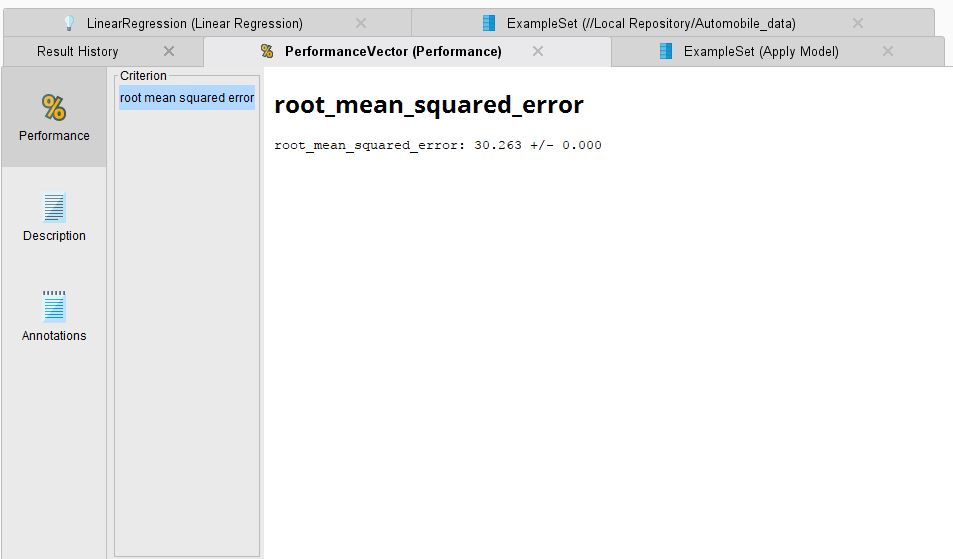 LinearRegression (Linear Regression)
ExampleSet (//Local Repository/Automobile_data)
Result History
PerformanceVector (Performance)
ExampleSet (Apply Model)
Criterion
root mean squared error
Performance
Description
Annotations
root_mean_squared_error
root_mean_squared_error: 30.263 +/- 0.000